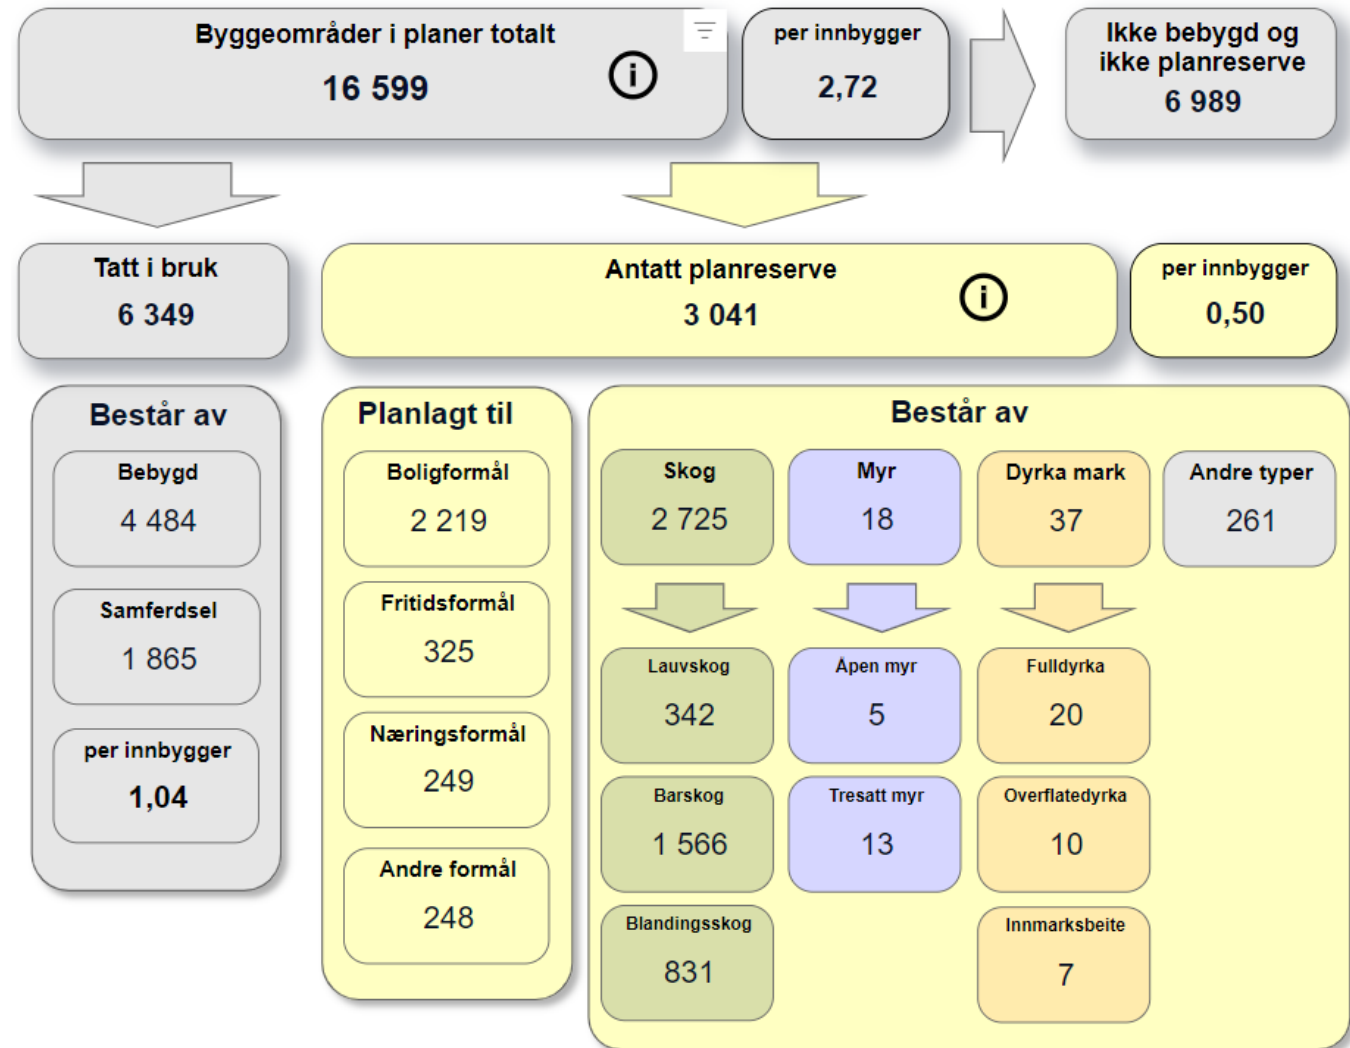 Byggeområder i planer totalt
16 599
i
per innbygger
2,72
Ikke bebygd og
ikke planreserve
6 989
Tatt i bruk
6 349
Antatt planreserve
3 041
i
per innbygger
0,50
Består av
Bebygd
4 484
Samferdsel
1 865
per innbygger
1,04
Planlagt til
Boligformål
2 219
Fritidsformål
325
Næringsformål
249
Andre formål
248
Består av
Skog
2 725
Myr
18
Dyrka mark
37
Andre typer
261
Lauvskog
342
Åpen myr
5
Fulldyrka
20
Barskog
1 566
Tresatt myr
13
Overflatedyrka
10
Blandingsskog
831
Innmarksbeite
7